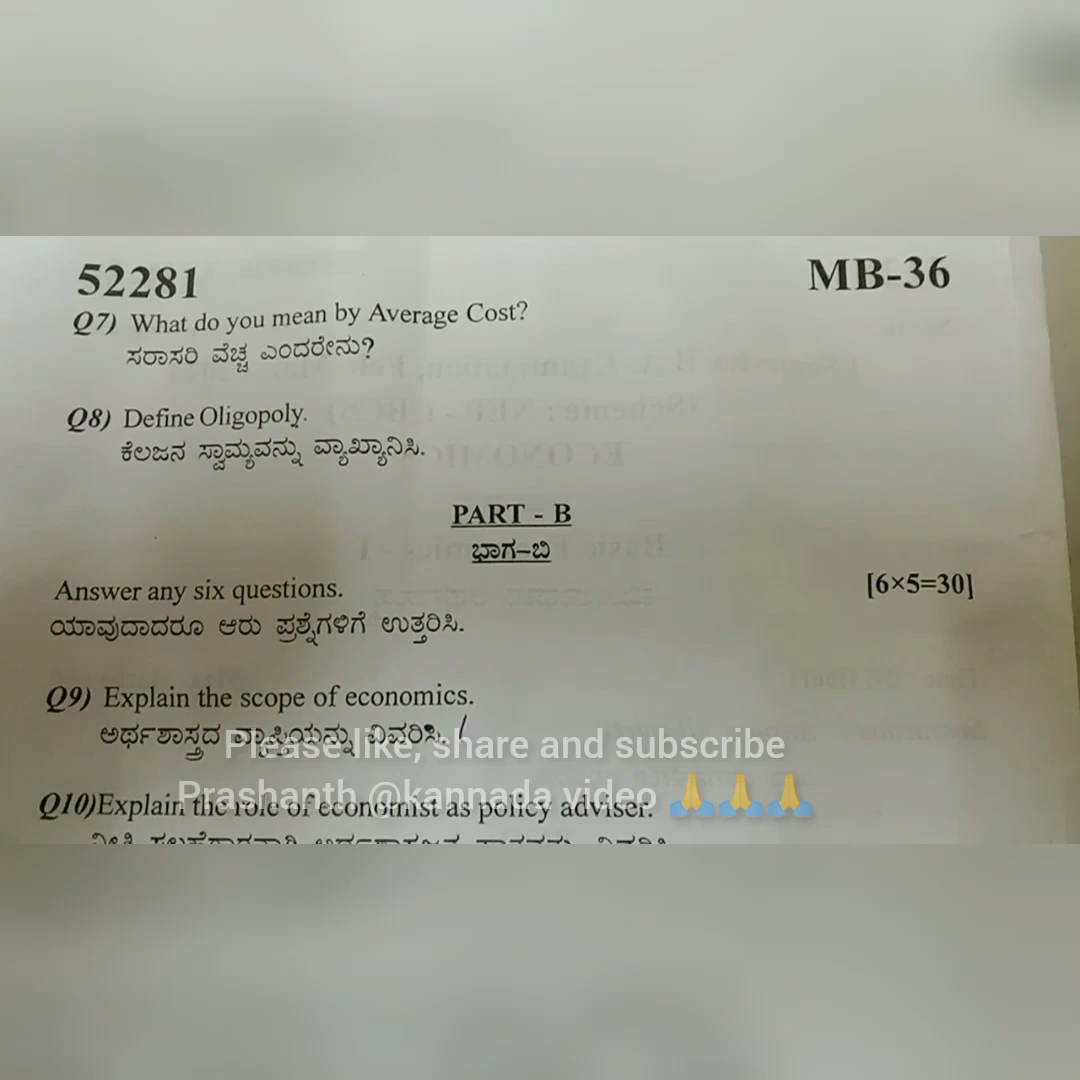 52281
MB-36
Q7) What do you mean by Average Cost?
ಸರಾಸರಿ ವೆಚ್ಚ ಎಂದರೇನು?
Q8) Define Oligopoly.
ಕೆಲಜನ ಸ್ವಾಮ್ಯವನ್ನು ವ್ಯಾಖ್ಯಾನಿಸಿ.
PART - B
ಭಾಗ–ಬಿ
Answer any six questions.
[6×5=30]
ಯಾವುದಾದರೂ ಆರು ಪ್ರಶ್ನೆಗಳಿಗೆ ಉತ್ತರಿಸಿ.
Q9) Explain the scope of economics.
ಅರ್ಥಶಾಸ್ತ್ರದ ವ್ಯಾಪ್ತಿಯನ್ನು ವಿವರಿಸಿ.
Please like, share and subscribe
Prashanth @kannada video 🙏🙏🙏
Q10)Explain the role of economist as policy adviser.